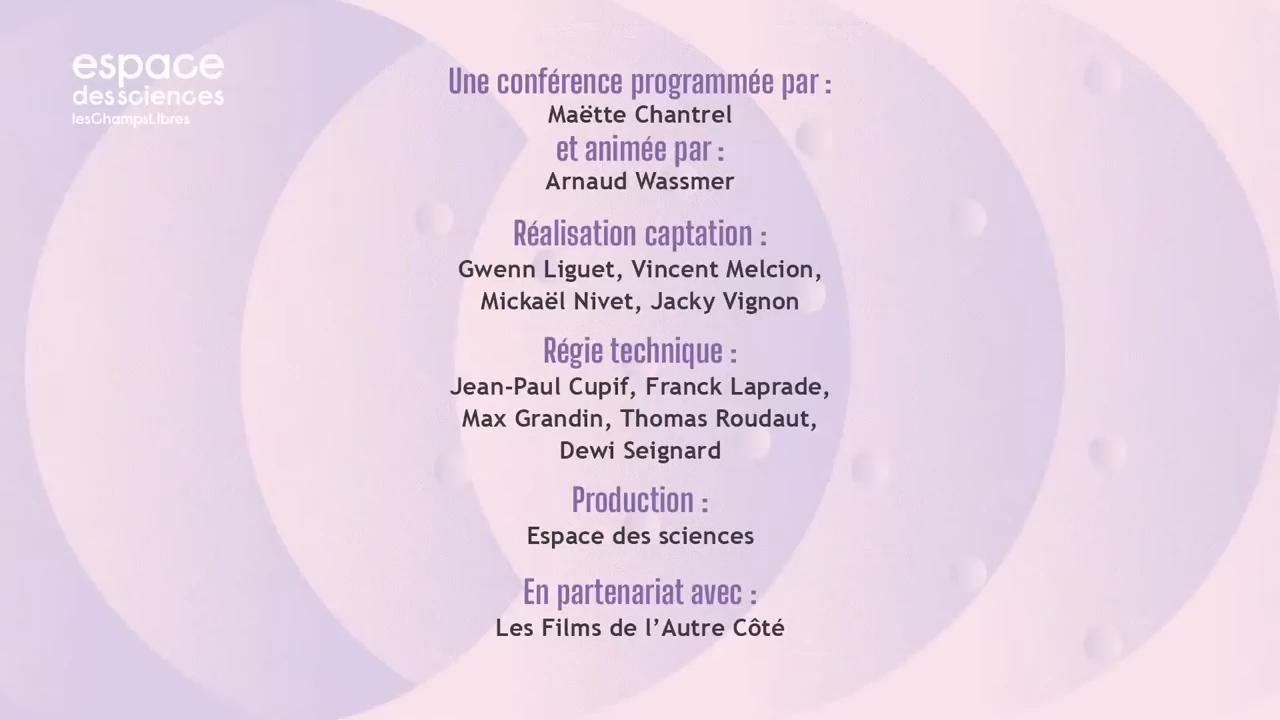 espace
des sciences
lesChampsLIbres
Une conférence programmée par :
Maëtte Chantrel
et animée par :
Arnaud Wassmer
Réalisation captation :
Gwenn Liguet, Vincent Melcion,
Mickaël Nivet, Jacky Vignon
Régie technique :
Jean-Paul Cupif, Franck Laprade,
Max Grandin, Thomas Roudaut,
Dewi Seignard
Production :
Espace des sciences
En partenariat avec :
Les Films de l’Autre Côté